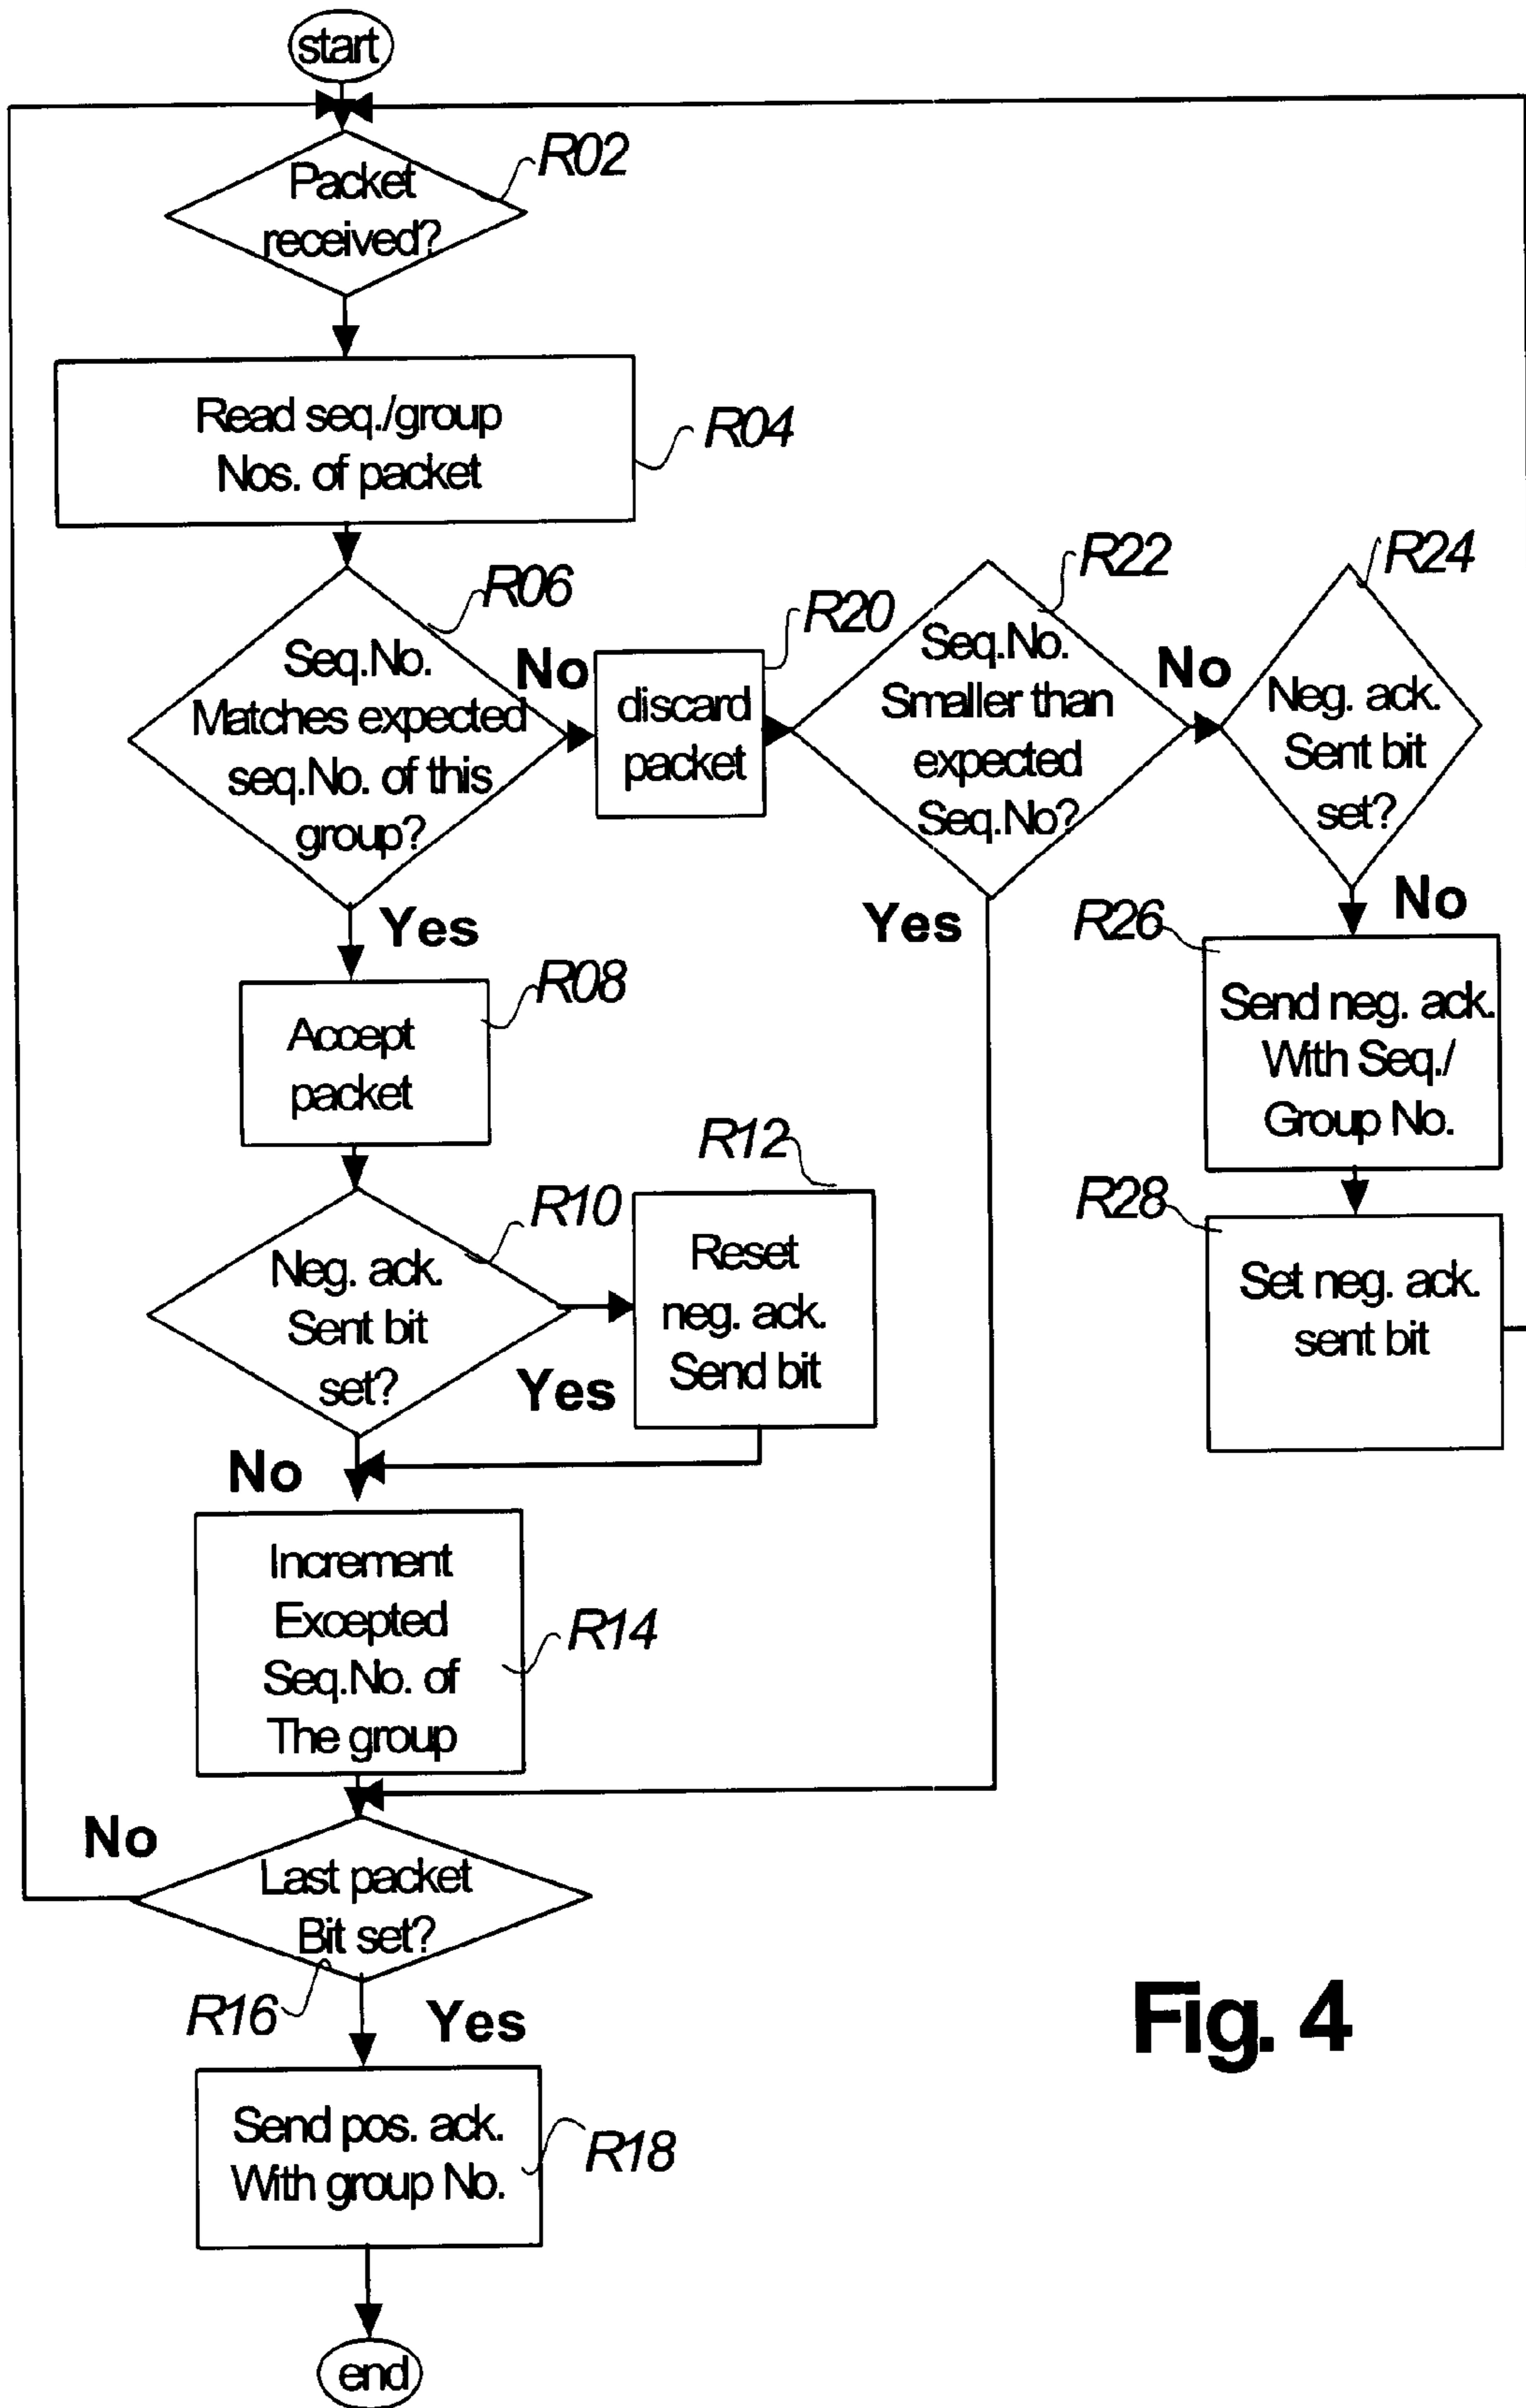 start
Packet
received?
R02
Read seq./group
Nos. of packet
R04
Seq.No.
Matches expected
seq.No. of this
group?
R06
No
Yes
discard
packet
R20
Seq.No.
Smaller than
expected
Seq.No?
R22
No
Yes
Neg. ack.
Sent bit
set?
R24
No
R26
Send neg. ack.
With Seq./
Group No.
R28
Set neg. ack.
sent bit
Accept
packet
R08
Neg. ack.
Sent bit
set?
R10
Yes
No
R12
Reset
neg. ack.
Send bit
Increment
Excepted
Seq.No. of
The group
R14
No
Last packet
Bit set?
R16
Yes
Send pos. ack.
With group No.
R18
end
Fig. 4